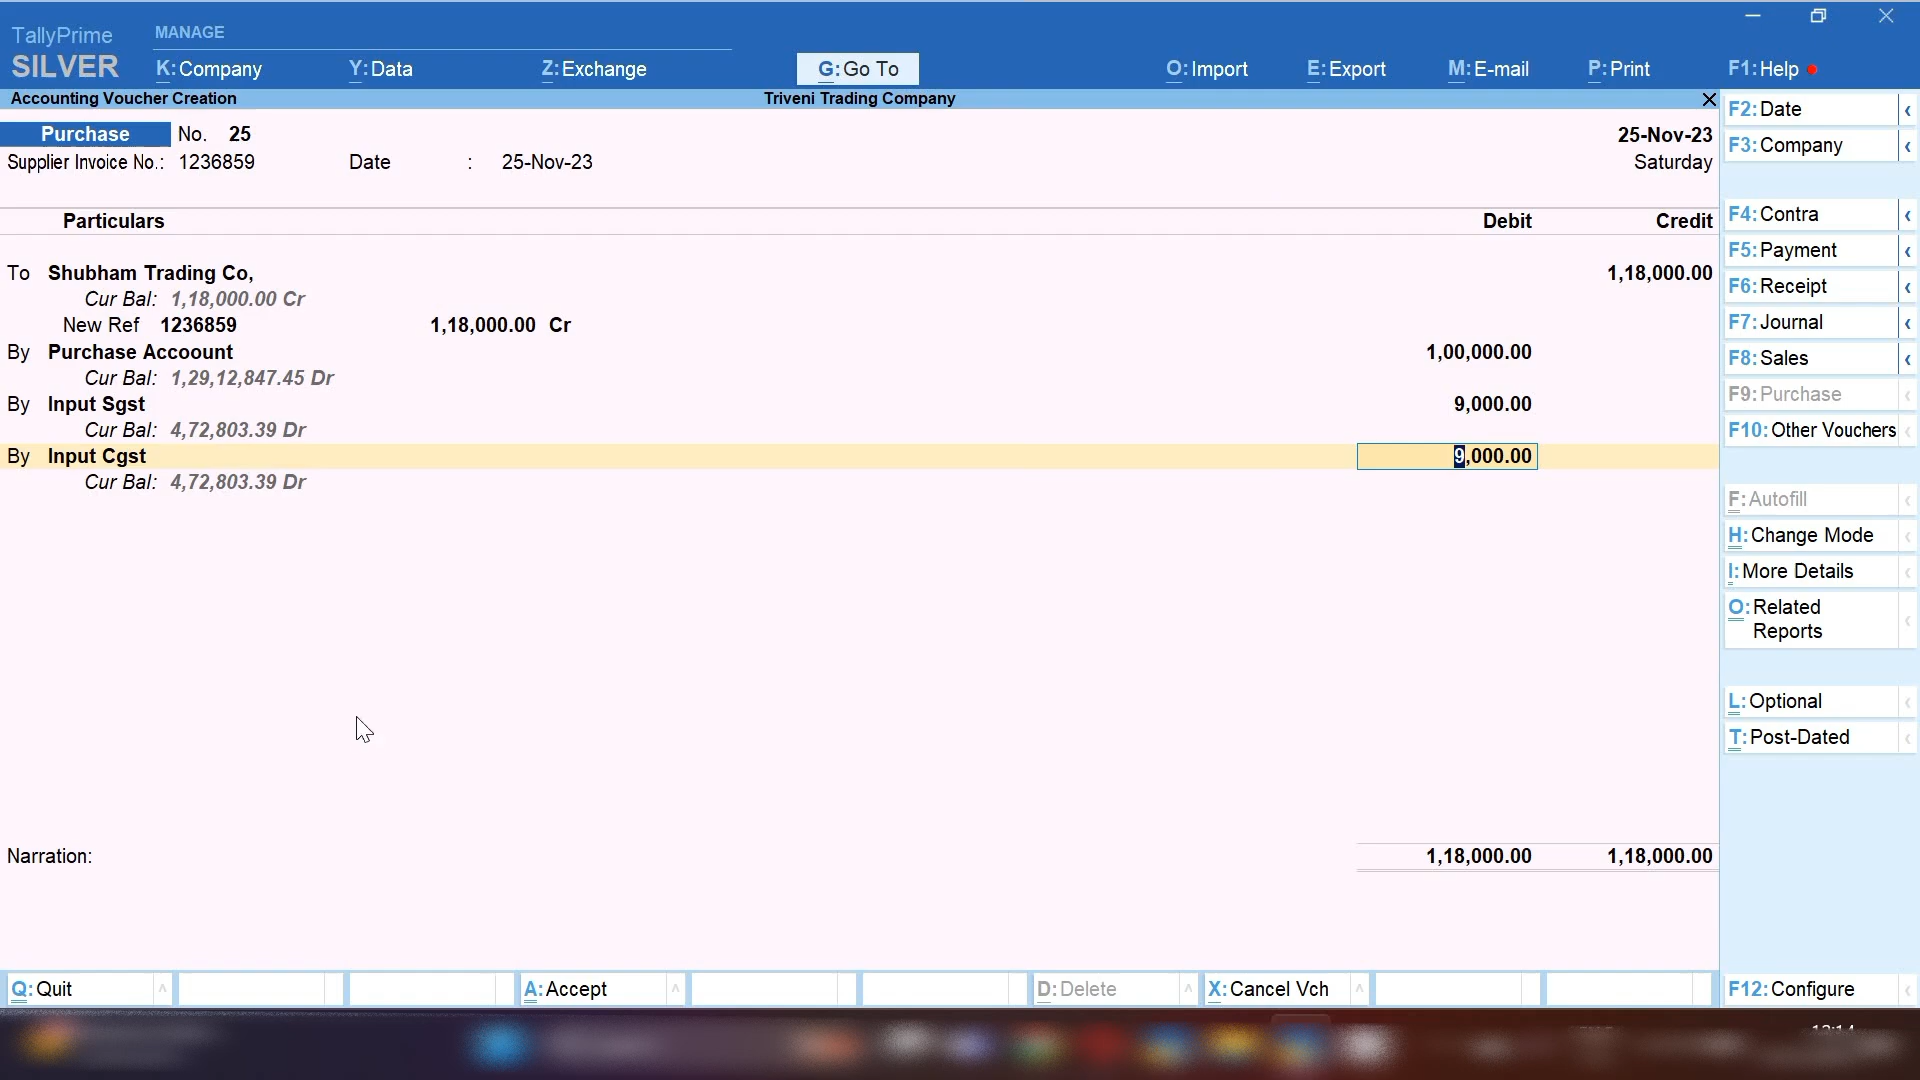 TallyPrime
SILVER
MANAGE
K:Company Y:Data Z:Exchange G:Go To O:Import E:Export M:E-mail P:Print F1:Help
Accounting Voucher Creation Triveni Trading Company
Purchase No. 25 25-Nov-23
Supplier Invoice No.: 1236859 Date : 25-Nov-23 Saturday
Particulars Debit Credit
To Shubham Trading Co, 1,18,000.00
Cur Bal: 1,18,000.00 Cr
New Ref 1236859 1,18,000.00 Cr
By Purchase Accoount 1,00,000.00
Cur Bal: 1,29,12,847.45 Dr
By Input Sgst 9,000.00
Cur Bal: 4,72,803.39 Dr
By Input Cgst 9,000.00
Cur Bal: 4,72,803.39 Dr
Narration: 1,18,000.00 1,18,000.00
F2:Date
F3:Company
F4:Contra
F5:Payment
F6:Receipt
F7:Journal
F8:Sales
F9:Purchase
F10:Other Vouchers
F:Autofill
H:Change Mode
I:More Details
O:Related
Reports
L:Optional
T:Post-Dated
Q:Quit A:Accept D:Delete X:Cancel Vch F12:Configure